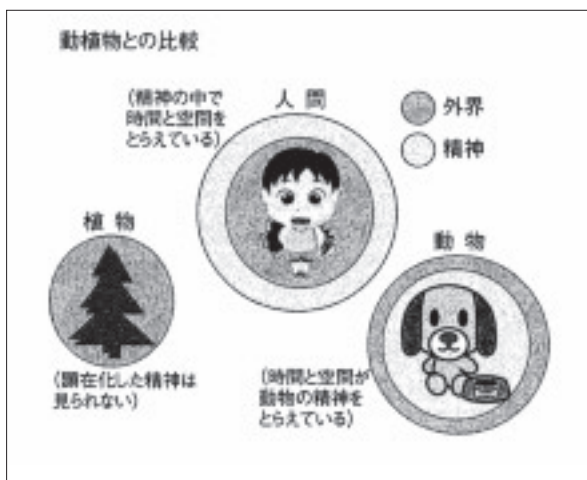 動植物との比較
人間
(精神の中で
時間と空間を
とらえている)
外界
精神
植物
(顕在化した精神は
見られない)
動物
(時間と空間が
動物の精神を
とらえている)